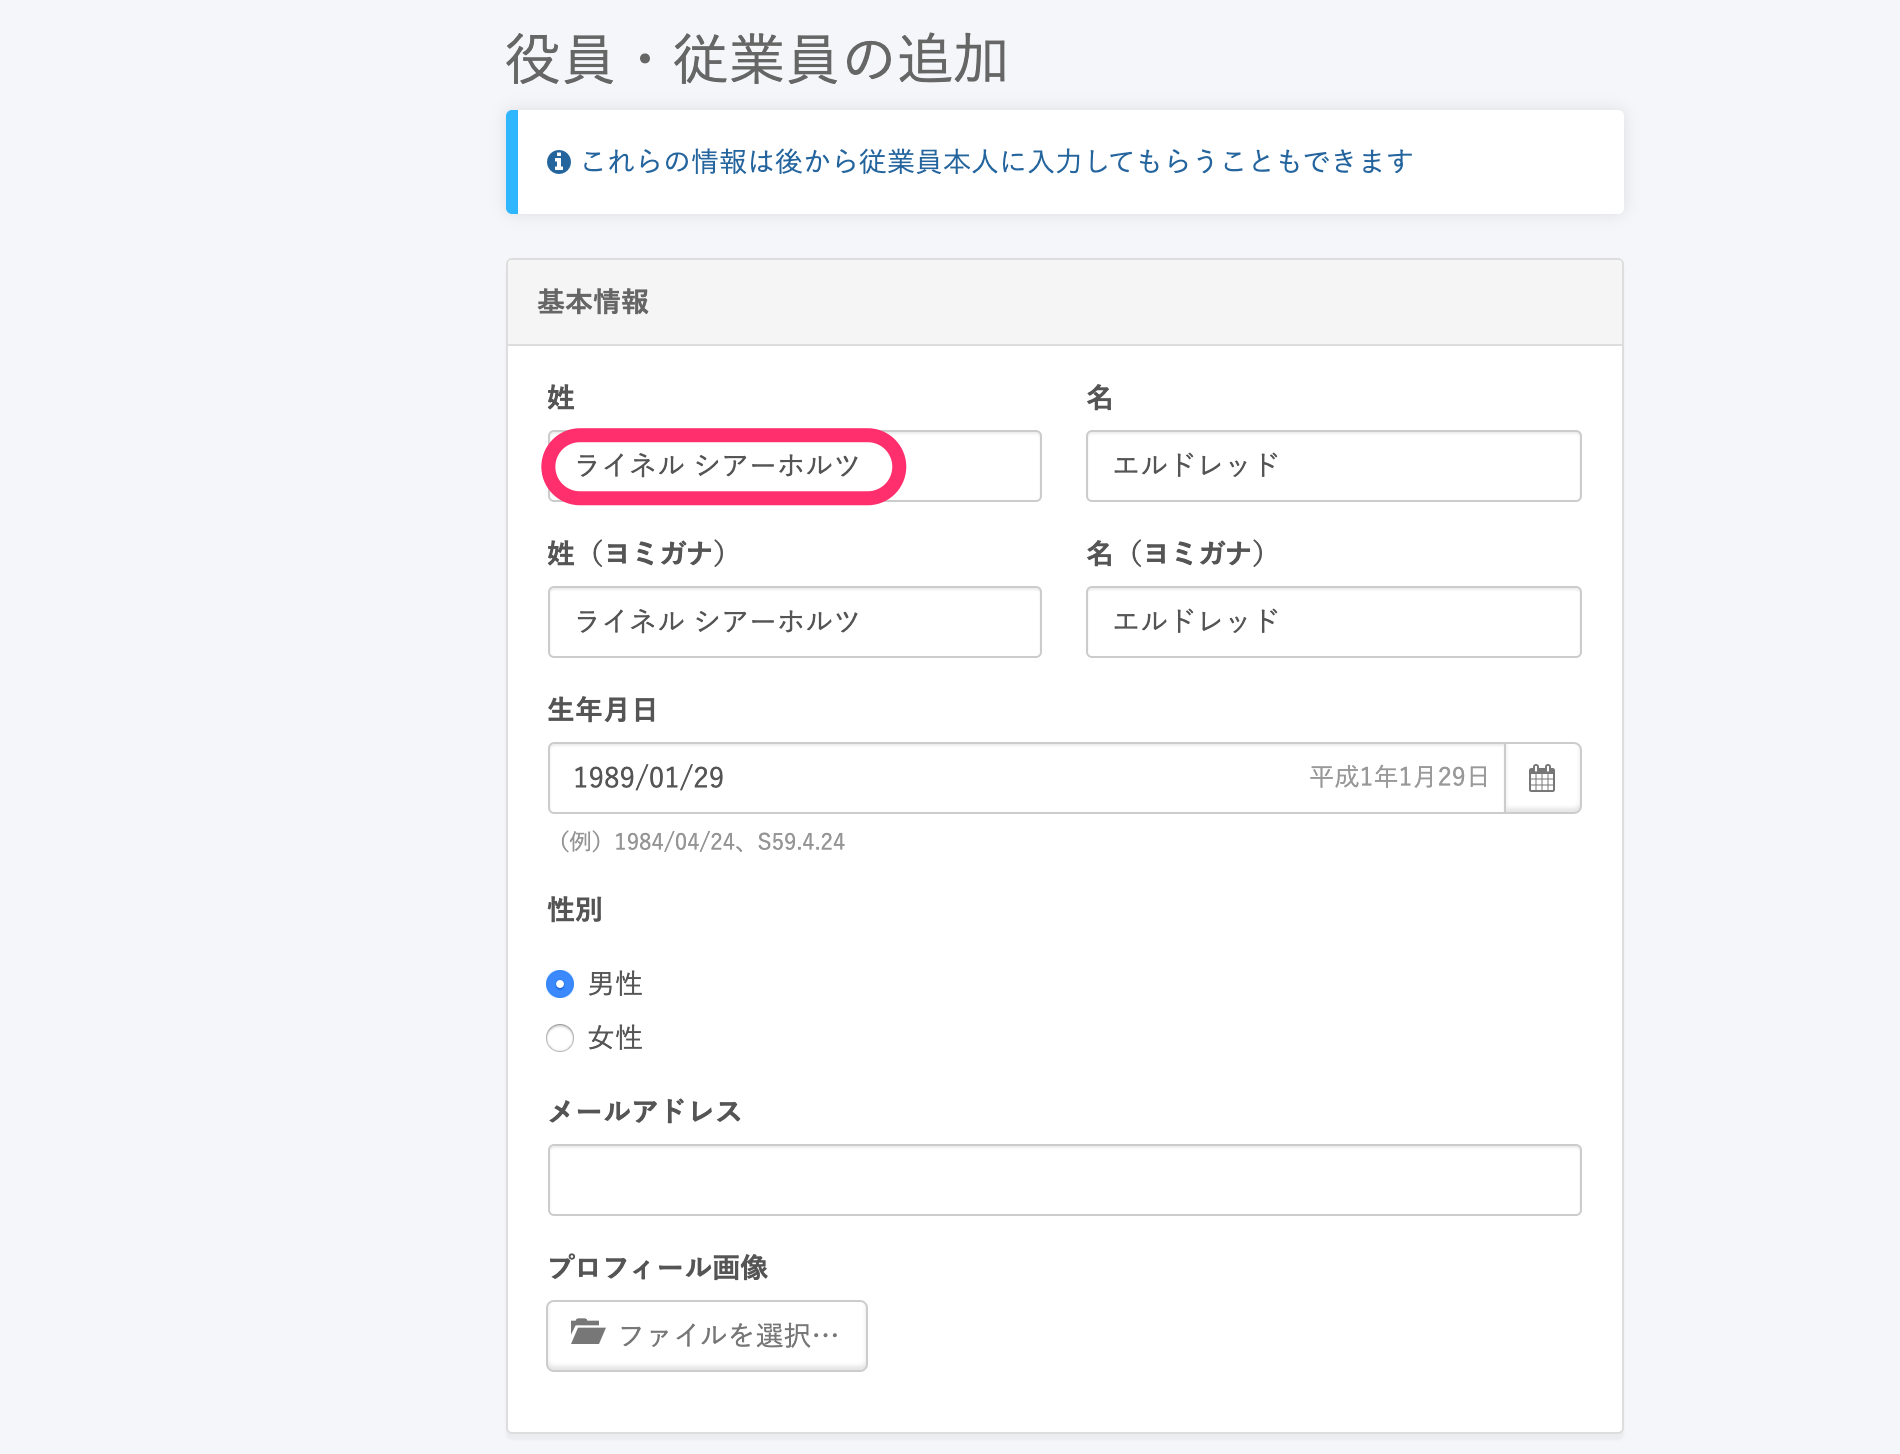 役員・従業員の追加
これらの情報は後から従業員本人に入力してもらうこともできます
基本情報
姓
名
ライネル シアーホルツ
エルドレッド
姓（ヨミガナ）
名（ヨミガナ）
ライネル シアーホルツ
エルドレッド
生年月日
1989/01/29
平成1年1月29日
（例）1984/04/24、S59.4.24
性別
男性
女性
メールアドレス
プロフィール画像
ファイルを選択…